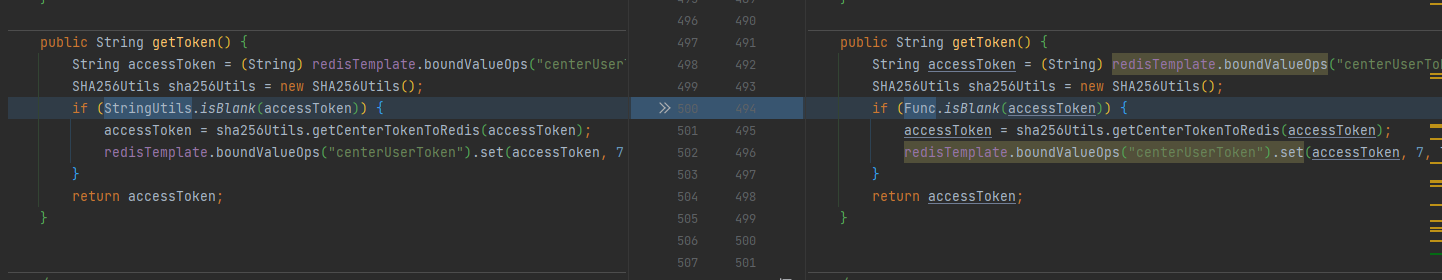 495 489
}
}
496 490
public String getToken() { 497 491 public String getToken() {
String accessToken = (String) redisTemplate.boundValueOps("centerUserT 498 492 String accessToken = (String) redisTemplate.boundValueOps("centerUserTo
SHA256Utils sha256Utils = new SHA256Utils(); 499 493 SHA256Utils sha256Utils = new SHA256Utils();
if (StringUtils.isBlank(accessToken)) { 500 494 if (Func.isBlank(accessToken)) {
accessToken = sha256Utils.getCenterTokenToRedis(accessToken); 501 495 accessToken = sha256Utils.getCenterTokenToRedis(accessToken);
redisTemplate.boundValueOps("centerUserToken").set(accessToken, 7 502 496 redisTemplate.boundValueOps("centerUserToken").set(accessToken, 7,
} 503 497 }
return accessToken; 504 498 return accessToken;
} 505 499 }
506 500
507 501